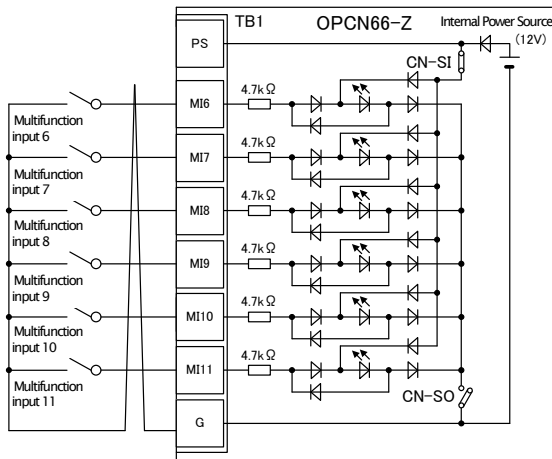 TB1 OPCN66-Z Internal Power Source
(12V)
PS
CN-SI
MI6 4.7kΩ
Multifunction
input 6
MI7 4.7kΩ
Multifunction
input 7
MI8 4.7kΩ
Multifunction
input 8
MI9 4.7kΩ
Multifunction
input 9
MI10 4.7kΩ
Multifunction
input 10
MI11 4.7kΩ
Multifunction
input 11
CN-SO
G